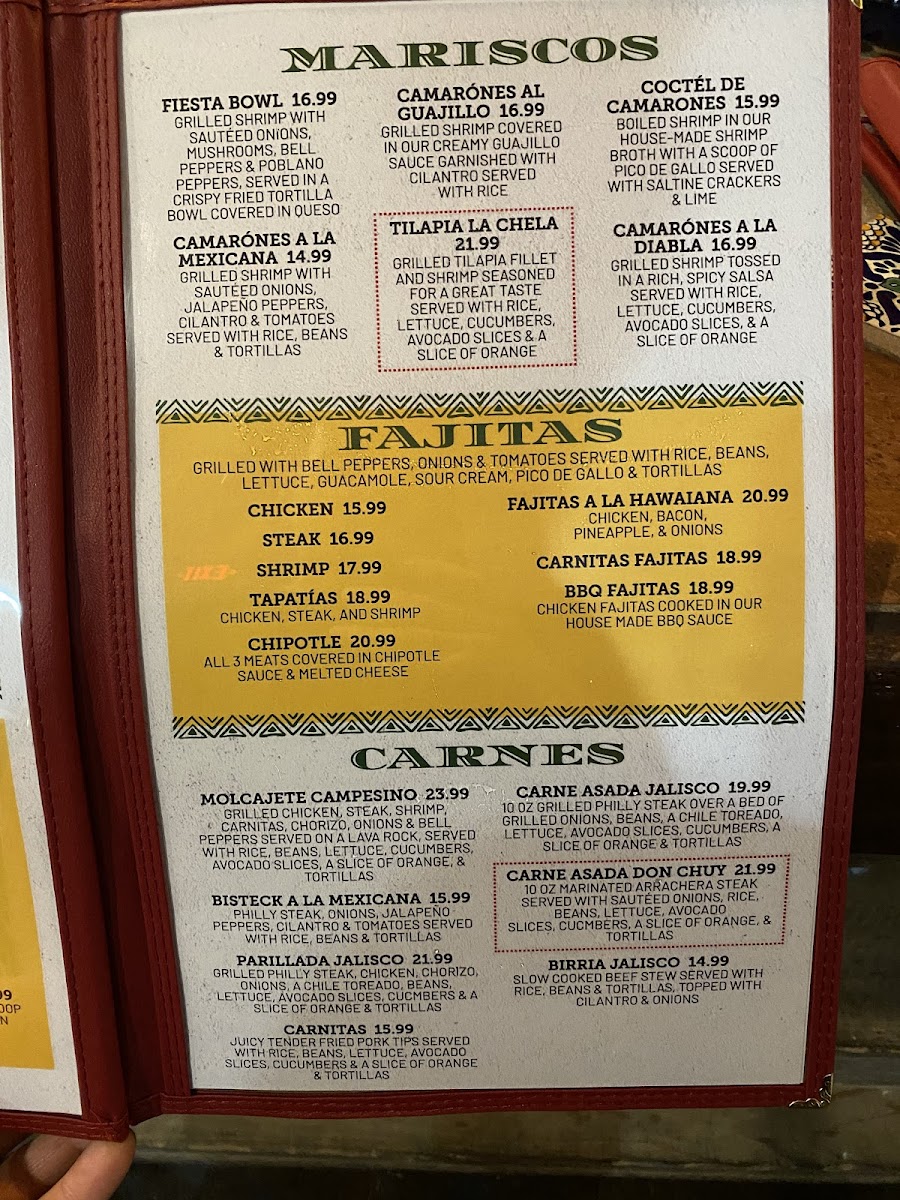 MARISCOS
FIESTA BOWL 16.99
GRILLED SHRIMP WITH
SAUTÉED ONIONS,
MUSHROOMS, BELL
PEPPERS & POBLANO
PEPPERS, SERVED IN A
CRISPY FRIED TORTILLA
BOWL COVERED IN QUESO
CAMARÓNES A LA
MEXICANA 14.99
GRILLED SHRIMP WITH
SAUTÉED ONIONS,
JALAPEÑO PEPPERS,
CILANTRO & TOMATOES
SERVED WITH RICE, BEANS
& TORTILLAS
CAMARÓNES AL
GUAJILLO 16.99
GRILLED SHRIMP COVERED
IN OUR CREAMY GUAJILLO
SAUCE GARNISHED WITH
CILANTRO SERVED
WITH RICE
TILAPIA LA CHELA
21.99
GRILLED TILAPIA FILLET
AND SHRIMP SEASONED
FOR A GREAT TASTE
SERVED WITH RICE,
LETTUCE, CUCUMBERS,
AVOCADO SLICES & A
SLICE OF ORANGE
COCTÉL DE
CAMARONES 15.99
BOILED SHRIMP IN OUR
HOUSE-MADE SHRIMP
BROTH WITH A SCOOP OF
PICO DE GALLO SERVED
WITH SALTINE CRACKERS
& LIME
CAMARÓNES A LA
DIABLA 16.99
GRILLED SHRIMP TOSSED
IN A RICH, SPICY SALSA
SERVED WITH RICE,
LETTUCE, CUCUMBERS,
AVOCADO SLICES, & A
SLICE OF ORANGE
FAJITAS
GRILLED WITH BELL PEPPERS, ONIONS & TOMATOES SERVED WITH RICE, BEANS,
LETTUCE, GUACAMOLE, SOUR CREAM, PICO DE GALLO & TORTILLAS
CHICKEN 15.99
STEAK 16.99
SHRIMP 17.99
TAPATÍAS 18.99
CHICKEN, STEAK, AND SHRIMP
CHIPOTLE 20.99
ALL 3 MEATS COVERED IN CHIPOTLE
SAUCE & MELTED CHEESE
FAJITAS A LA HAWAIANA 20.99
CHICKEN, BACON,
PINEAPPLE, & ONIONS
CARNITAS FAJITAS 18.99
BBQ FAJITAS 18.99
CHICKEN FAJITAS COOKED IN OUR
HOUSE MADE BBQ SAUCE
CARNES
MOLCAJETE CAMPESINO 23.99
GRILLED CHICKEN, STEAK, SHRIMP,
CARNITAS, CHORIZO, ONIONS & BELL
PEPPERS SERVED ON A LAVA ROCK, SERVED
WITH RICE, BEANS, LETTUCE, CUCUMBERS,
AVOCADO SLICES, A SLICE OF ORANGE, &
TORTILLAS
BISTECK A LA MEXICANA 15.99
PHILLY STEAK, ONIONS, JALAPEÑO
PEPPERS, CILANTRO & TOMATOES SERVED
WITH RICE, BEANS & TORTILLAS
PARILLADA JALISCO 21.99
GRILLED PHILLY STEAK, CHICKEN, CHORIZO,
ONIONS, A CHILE TOREADO, BEANS,
LETTUCE, AVOCADO SLICES, CUCMBERS & A
SLICE OF ORANGE & TORTILLAS
CARNITAS 15.99
JUICY TENDER FRIED PORK TIPS SERVED
WITH RICE, BEANS, LETTUCE, AVOCADO
SLICES, CUCUMBERS & A SLICE OF ORANGE
& TORTILLAS
CARNE ASADA JALISCO 19.99
10 OZ GRILLED PHILLY STEAK OVER A BED OF
GRILLED ONIONS, BEANS, A CHILE TOREADO,
LETTUCE, AVOCADO SLICES, CUCUMBERS, A
SLICE OF ORANGE & TORTILLAS
CARNE ASADA DON CHUY 21.99
10 OZ MARINATED ARRACHERA STEAK
SERVED WITH SAUTÉED ONIONS, RICE,
BEANS, LETTUCE, AVOCADO
SLICES, CUCMBERS, A SLICE OF ORANGE, &
TORTILLAS
BIRRIA JALISCO 14.99
SLOW COOKED BEEF STEW SERVED WITH
RICE, BEANS & TORTILLAS, TOPPED WITH
CILANTRO & ONIONS